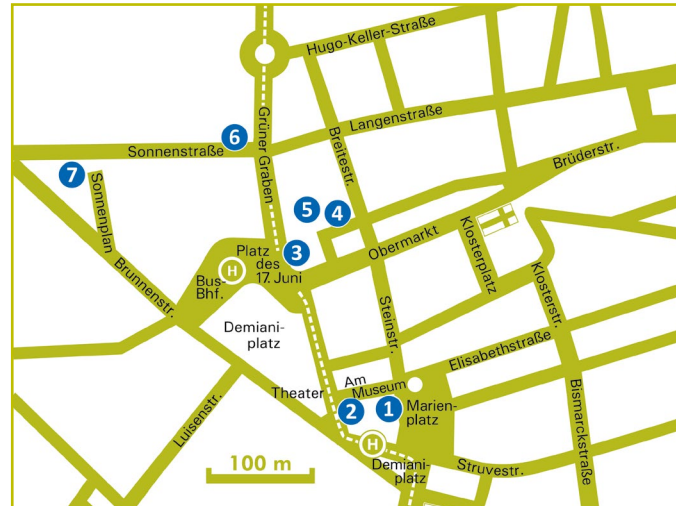 Hugo-Keller-Straße
Grüner Graben
Breitestr.
Langenstraße
6
Sonnenstraße
Brüderstr.
7
Sonnenplan
5
4
Brunnenstr.
3
Platz
des
17. Juni
Obermarkt
Klosterplatz
H
Bus-
Bhf.
Steinstr.
Klosterstr.
Demiani-
platz
Elisabethstraße
Theater
Am
Museum
2
1
Marien-
platz
Luisenstr.
Bismarckstraße
H
Demiani-
platz
Struvestr.
100 m